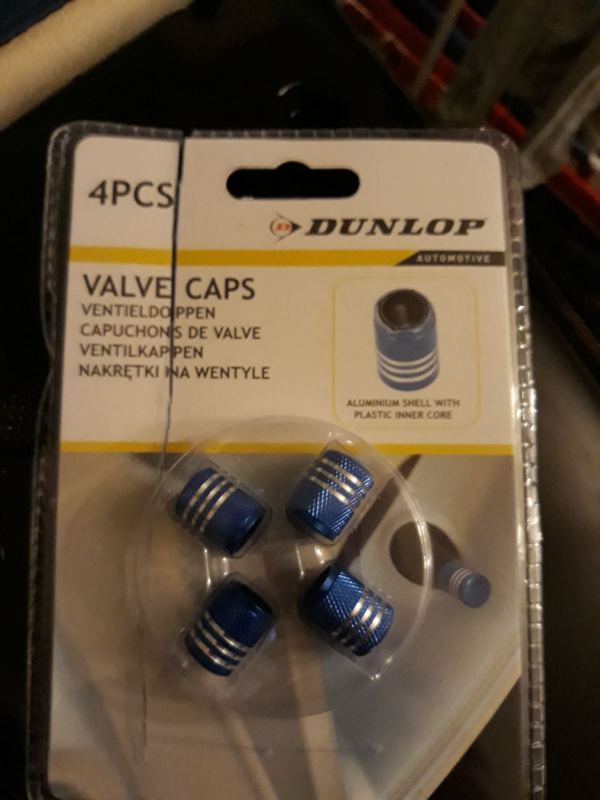 4PCS
DUNLOP
AUTOMOTIVE
VALVE CAPS
VENTIELDOPPEN
CAPUCHONS DE VALVE
VENTILKAPPEN
NAKRĘTKI NA WENTYLE
ALUMINIUM SHELL WITH
PLASTIC INNER CORE